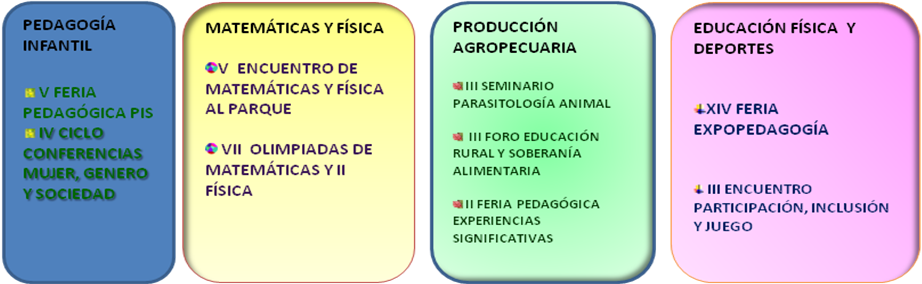 PEDAGOGÍA
INFANTIL
V FERIA
PEDAGÓGICA PIS
IV CICLO
CONFERENCIAS
MUJER, GENERO
Y SOCIEDAD
MATEMÁTICAS Y FÍSICA
V ENCUENTRO DE
MATEMÁTICAS Y FÍSICA
AL PARQUE
VII OLIMPIADAS DE
MATEMÁTICAS Y II
FÍSICA
PRODUCCIÓN
AGROPECUARIA
III SEMINARIO
PARASITOLOGÍA ANIMAL
III FORO EDUCACIÓN
RURAL Y SOBERANÍA
ALIMENTARIA
II FERIA PEDAGÓGICA
EXPERIENCIAS
SIGNIFICATIVAS
EDUCACIÓN FÍSICA Y
DEPORTES
XIV FERIA
EXPOPEDAGOGÍA
III ENCUENTRO
PARTICIPACIÓN, INCLUSIÓN
Y JUEGO